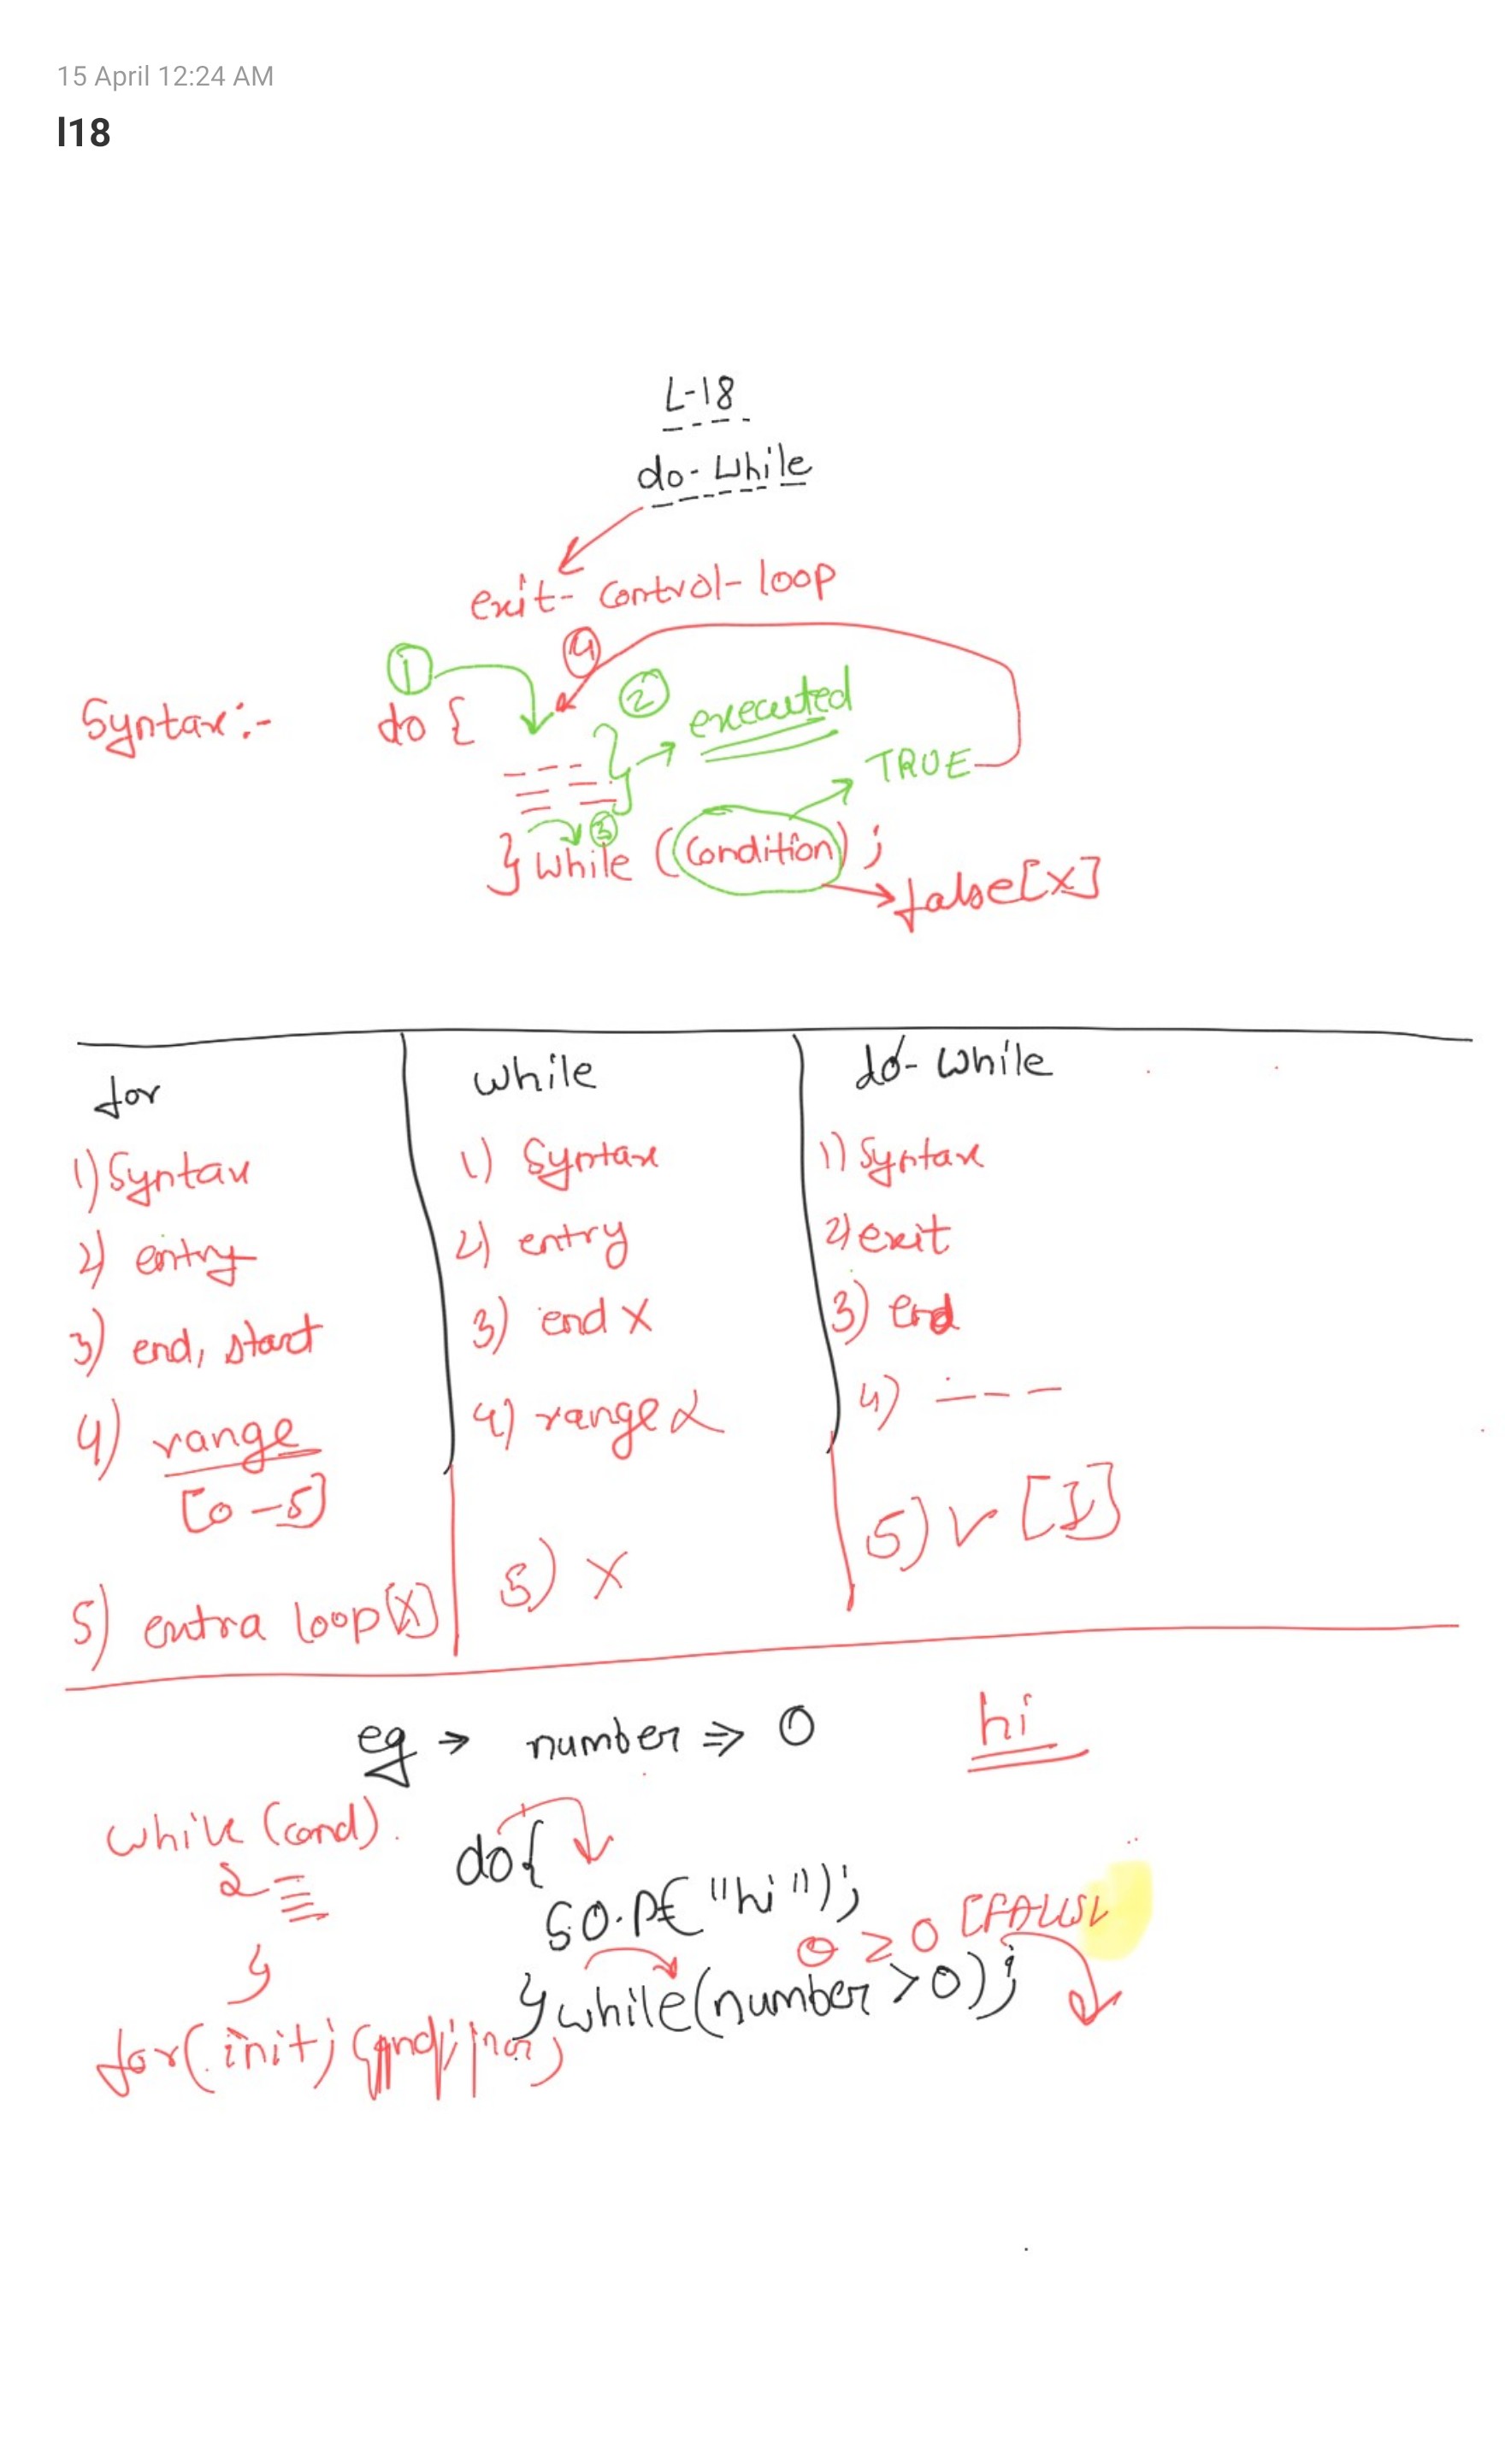 15 April 12:24 AM
l18
L-18
do-while
exit-control-loop
① ④
② executed
Syntax:- do {
TRUE
③
} while (condition);
false[x]
for while do-while
1) Syntax 1) Syntax 1) Syntax
2) entry 2) entry 2) exit
3) end, start 3) end x 3) end
4) range 4) range x 4) ---
[0-5]
5) extra loop[x] 5) x 5) ✓ [1]
eg → number ⇒ 0 hi
while (cond).
do{
{
S.O.P("hi");
0 > 0 [FALSE
}
} while(number > 0);
for(init; cond;